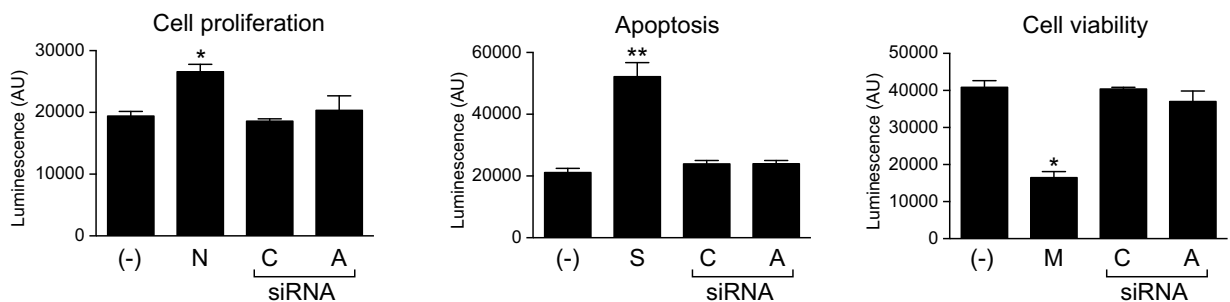 Cell proliferation
Luminescence (AU)
30000
20000
10000
0
*
(-) N C A
siRNA
Apoptosis
Luminescence (AU)
60000
40000
20000
0
**
(-) S C A
siRNA
Cell viability
Luminescence (AU)
50000
40000
30000
20000
10000
0
*
(-) M C A
siRNA